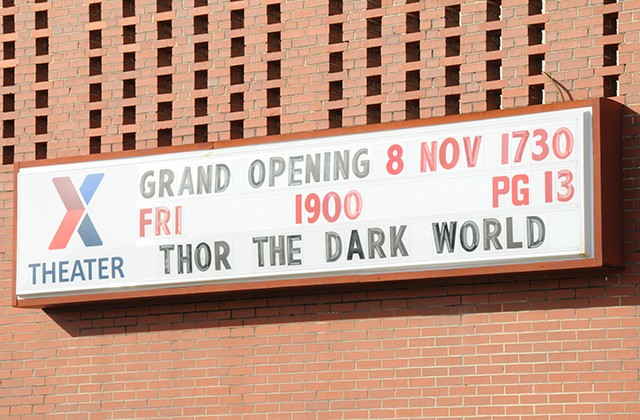 GRAND OPENING 8 NOV 1730
FRI 1900 PG 13
THOR THE DARK WORLD
X
THEATER